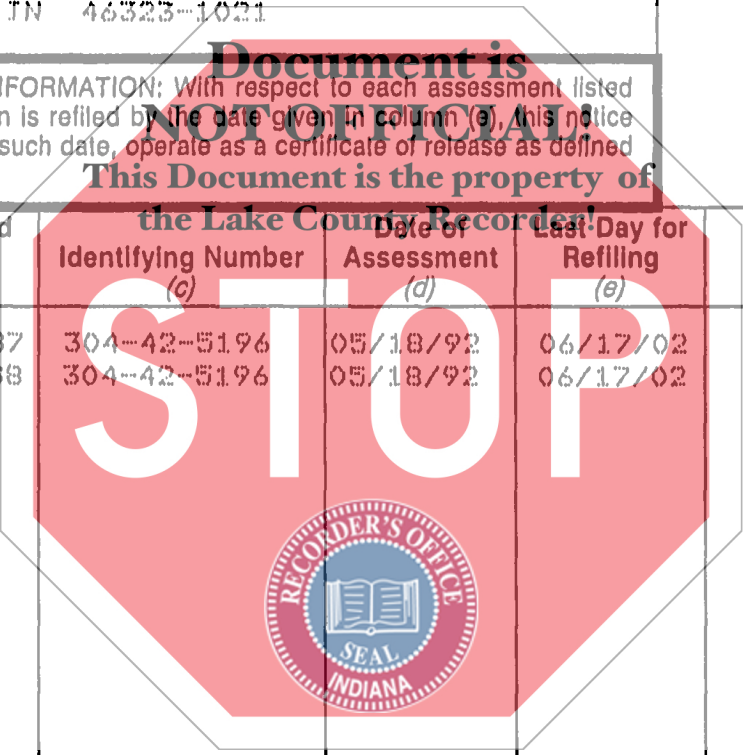 IN 46323-1021
Document is
FORMATION: With respect to each assessment listed
n is refiled by the date given in column (e), this notice
NOT OFFICIAL!
such date, operate as a certificate of release as defined
This Document is the property of
the Lake County Recorder!
d Identifying Number (c) Date of Assessment (d) Last Day for Refiling (e)
37 304-42-5196 05/18/92 06/17/02
38 304-42-5196 05/18/92 06/17/02
STOP
RECORDER'S OFFICE
SEAL
INDIANA